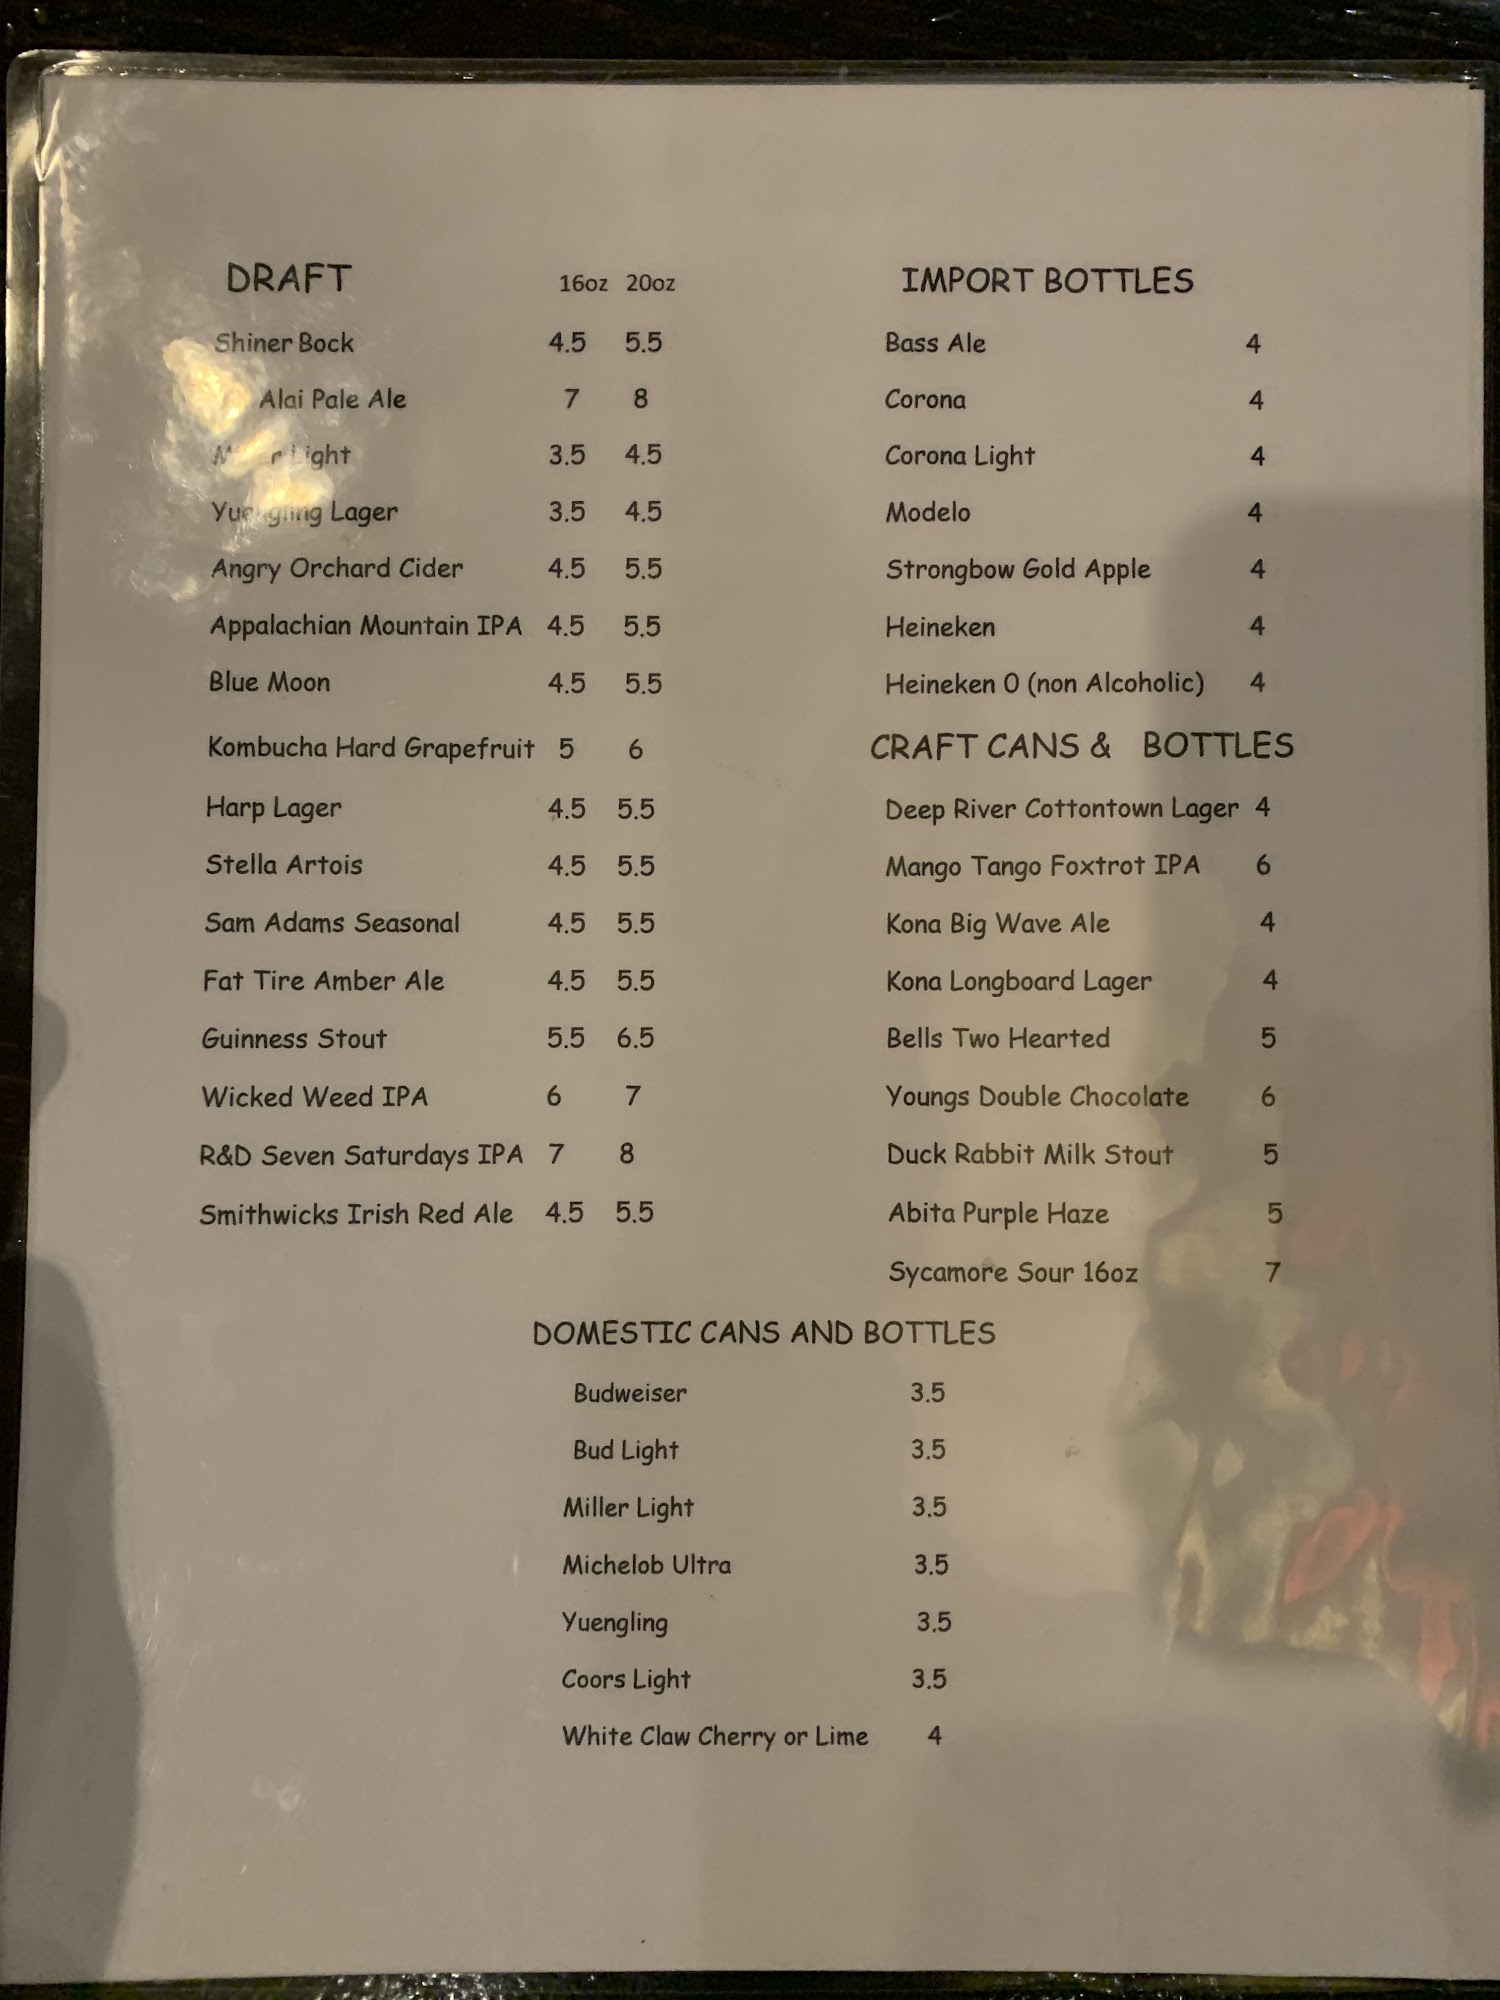 DRAFT 16oz 20oz
Shiner Bock 4.5 5.5
Alai Pale Ale 7 8
Light 3.5 4.5
Yuengling Lager 3.5 4.5
Angry Orchard Cider 4.5 5.5
Appalachian Mountain IPA 4.5 5.5
Blue Moon 4.5 5.5
Kombucha Hard Grapefruit 5 6
Harp Lager 4.5 5.5
Stella Artois 4.5 5.5
Sam Adams Seasonal 4.5 5.5
Fat Tire Amber Ale 4.5 5.5
Guinness Stout 5.5 6.5
Wicked Weed IPA 6 7
R&D Seven Saturdays IPA 7 8
Smithwicks Irish Red Ale 4.5 5.5
IMPORT BOTTLES
Bass Ale 4
Corona 4
Corona Light 4
Modelo 4
Strongbow Gold Apple 4
Heineken 4
Heineken 0 (non Alcoholic) 4
CRAFT CANS & BOTTLES
Deep River Cottontown Lager 4
Mango Tango Foxtrot IPA 6
Kona Big Wave Ale 4
Kona Longboard Lager 4
Bells Two Hearted 5
Youngs Double Chocolate 6
Duck Rabbit Milk Stout 5
Abita Purple Haze 5
Sycamore Sour 16oz 7
DOMESTIC CANS AND BOTTLES
Budweiser 3.5
Bud Light 3.5
Miller Light 3.5
Michelob Ultra 3.5
Yuengling 3.5
Coors Light 3.5
White Claw Cherry or Lime 4